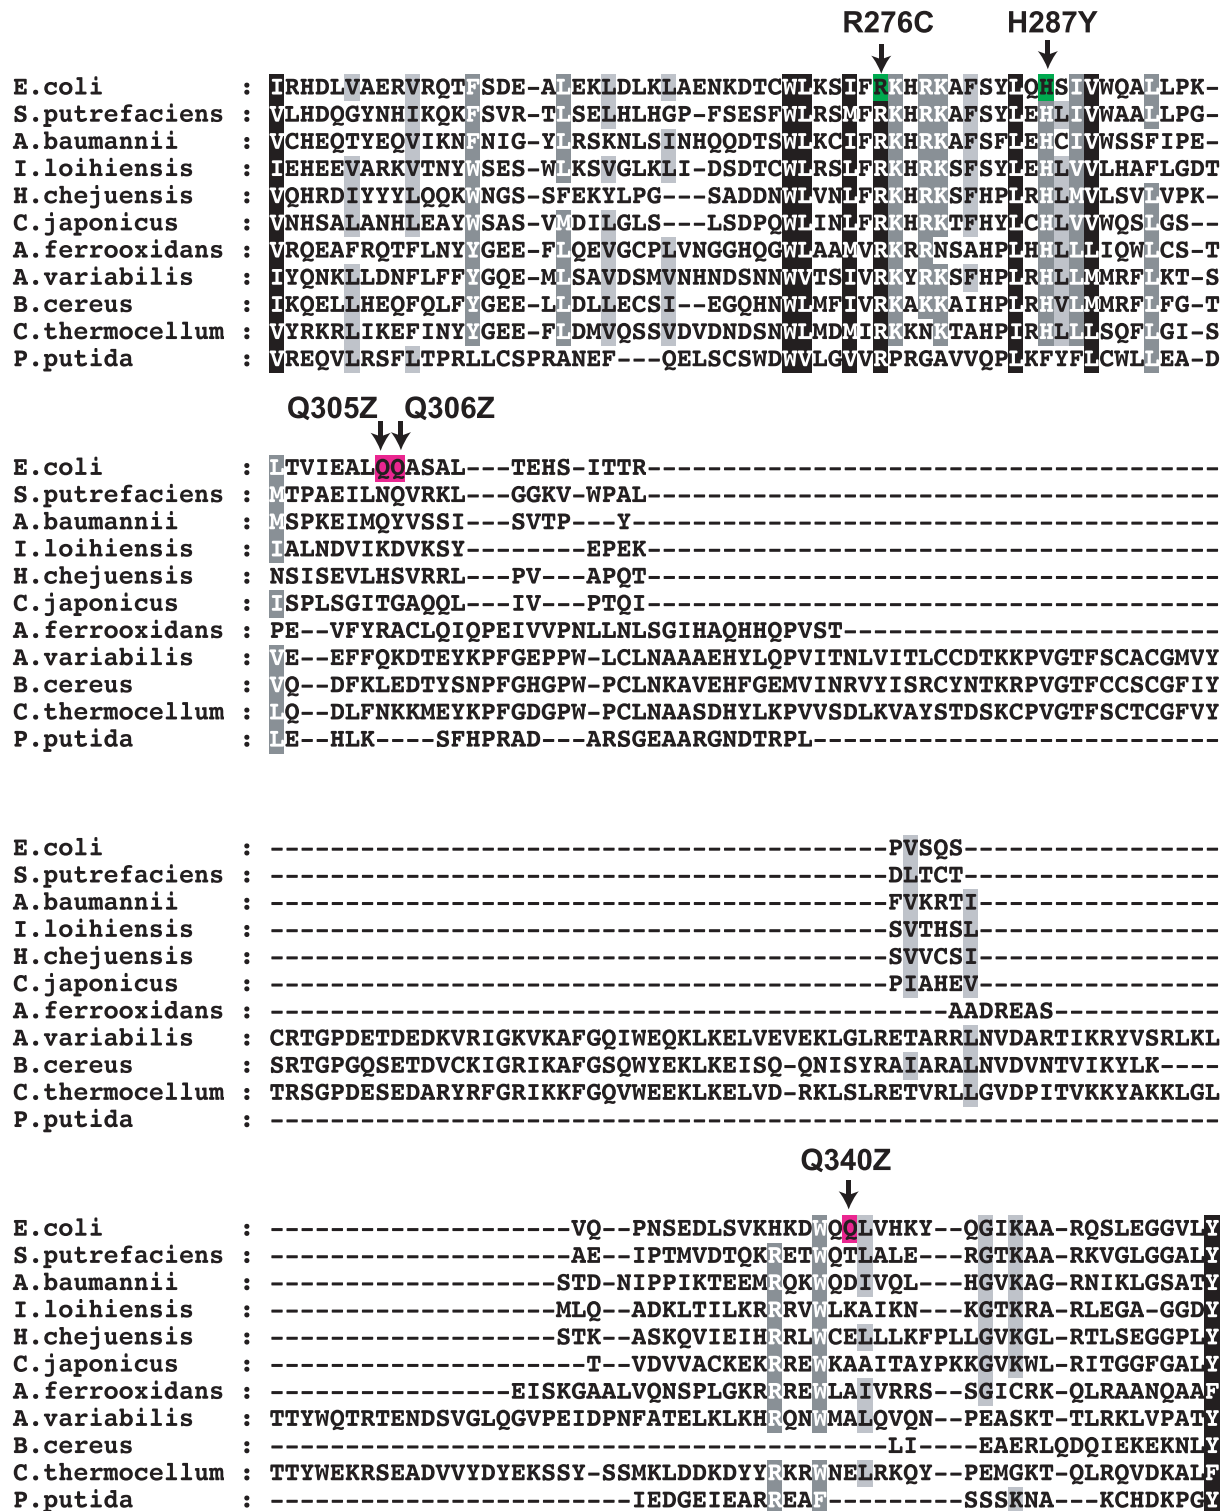 R276C H287Y
E.coli : IRHDLVAERVRQTFSDE-ALEKLDLKLAENKDTCWLKSIFRKHRKAFSYLQHSIVWQALLPK-
S.putrefaciens : VLHDQGYNHIKQKFSVR-TLSELHLHGP-FSESFWLRSMFRKHRKAFSYLEHLIVWAALLPG-
A.baumannii : VCHEQTYEQVIKNFNIG-YLRSKNLSINHQQDTSWLKCIFRKHRKAFSFLEHCIVWSSFIPE-
I.loihiensis : IEHEEVARKVTNYWSES-WLKSVGLKLI-DSDTCWLRSLFRKHRKSFSYLEHLVVLHAFLGDT
H.chejuensis : VQHRDIYYYLQQKWNGS-SFEKYLPG---SADDNWLVNLFRKHRKSFHPLRHLMVLSVLVPK-
C.japonicus : VNHSALANHLEAYWSAS-VMDILGLS---LSDPQWLINLFRKHRKTFHYLCHLVVWQSLGS--
A.ferrooxidans : VRQEAFRQTFLNYYGEE-FLQEVGCPLVNGGHQGWLAAMVRKRRNSAHPLHHLLLIQWLCS-T
A.variabilis : IYQNKLLDNFLFFYGQE-MLSAVDSMVNHNDSNNWVTSIVRKYRKSFHPLRHLLMMRFLKT-S
B.cereus : IKQELLHEQFQLFYGEE-LLDLLECSI--EGQHNWLMFIVRKAKKAIHPLRHVLMMRFLFG-T
C.thermocellum : VYRKRLIKEFINYYGEE-FLDMVQSSVDVDNDSNWLMDMIRKKNKTAHPIRHLLLSQFLGI-S
P.putida : VREQVLRSFLTPRLLCSPRANEF---QELSCSWDWVLGVVRPRGAVVQPLKFYFLCWLLEA-D
Q305Z Q306Z
E.coli : LTVIEALQQASAL---TEHS-ITTR-------------------------------------
S.putrefaciens : MTPAEILNQVRKL---GGKV-WPAL-------------------------------------
A.baumannii : MSPKEIMQYVSSI---SVTP---Y--------------------------------------
I.loihiensis : IALNDVIKDVKSY--------EPEK-------------------------------------
H.chejuensis : NSISEVLHSVRRL---PV---APQT-------------------------------------
C.japonicus : ISPLSGITGAQQL---IV---PTQI-------------------------------------
A.ferrooxidans : PE--VFYRACLQIQPEIVVPNLLNLSGIHAQHHQPVST-------------------------
A.variabilis : VE--EFFQKDTEYKPFGEPPW-LCLNAAAEHYLQPVITNLVITLCCDTKKPVGTFSCACGMVY
B.cereus : VQ--DFKLEDTYSNPFGHGPW-PCLNKAVEHFGEMVINRVYISRCYNTKRPVGTFCCSCGFIY
C.thermocellum : LQ--DLFNKKMEYKPFGDGPW-PCLNAASDHYLKPVVSDLKVAYSTDSKCPVGTFSCTCGFVY
P.putida : LE--HLK----SFHPRAD---ARSGEAARGNDTRPL---------------------------
E.coli : -----------------------------------------PVSQS-----------------
S.putrefaciens : -----------------------------------------DLTCT-----------------
A.baumannii : -----------------------------------------FVKRTI----------------
I.loihiensis : -----------------------------------------SVTHSL----------------
H.chejuensis : -----------------------------------------SVVCSI----------------
C.japonicus : -----------------------------------------PIAHEV----------------
A.ferrooxidans : ---------------------------------------------AADREAS-----------
A.variabilis : CRTGPDETDEDKVRIGKVKAFGQIWEQKLKELVEVEKLGLRETARRLNVDARTIKRYVSRLKL
B.cereus : SRTGPGQSETDVCKIGRIKAFGSQWYEKLKEISQ-QNISYRAIARALNVDVNTVIKYLK----
C.thermocellum : TRSGPDESEDARYRFGRIKKFGQVWEEKLKELVD-RKLSLRETVRLLGVDPITVKKYAKKLGL
P.putida : ---------------------------------------------------------------
Q340Z
E.coli : --------------------VQ--PNSEDLSVKHKDWQQLVHKY--QGIKAA-RQSLEGGVLY
S.putrefaciens : --------------------AE--IPTMVDTQKRETWQTLALE---RGTKAA-RKVGLGGALY
A.baumannii : -------------------STD-NIPPIKTEEMRQKWQDIVQL---HGVKAG-RNIKLGSATY
I.loihiensis : -------------------MLQ--ADKLTILKRRRVWLKAIKN---KGTKRA-RLEGA-GGDY
H.chejuensis : -------------------STK--ASKQVIEIHRRLWCELLLKFPLLGVKGL-RTLSEGGPLY
C.japonicus : ---------------------T--VDVVACKEKRREWKAAITAYPKKGVKWL-RITGGFGALY
A.ferrooxidans : ----------------EISKGAALVQNSPLGKRRREWLAIVRRS--SGICRK-QLRAANQAAF
A.variabilis : TTYWQTRTENDSVGLQGVPEIDPNFATELKLKHRQNWMALQVQN--PEASKT-TLRKLVPATY
B.cereus : -----------------------------------------LI----EAERLQDQIEKEKNLY
C.thermocellum : TTYWEKRSEADVVYDYEKSSY-SSMKLDDKDYYRKRWNELRKQY--PEMGKT-QLRQVDKALF
P.putida : ------------------------IEDGEIEARREAF---------SSSKNA--KCHDKPGY